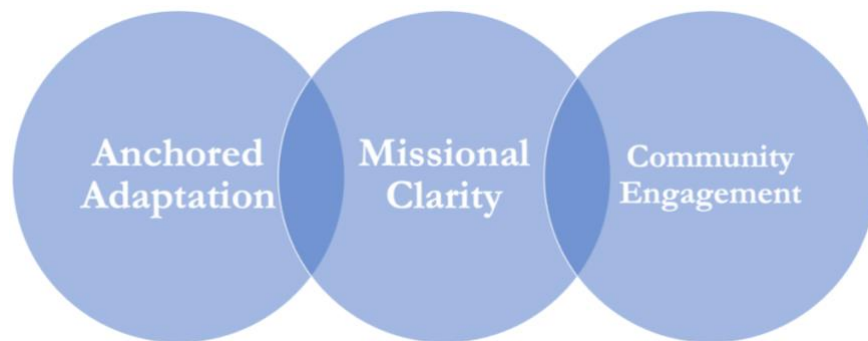 Anchored
Adaptation
Missional
Clarity
Community
Engagement